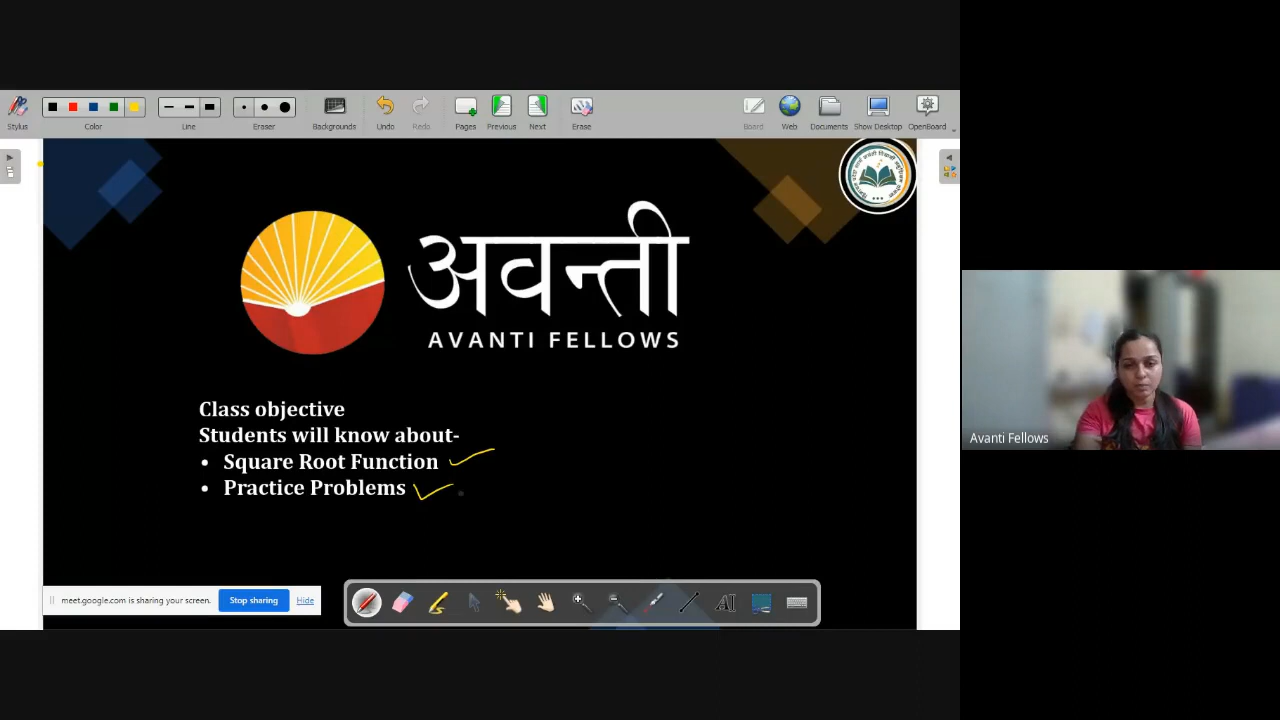 Stylus Color Line Eraser Backgrounds Undo Redo Pages Previous Next Erase Board Web Documents Show Desktop OpenBoard
अवन्ती
AVANTI FELLOWS
Class objective
Students will know about-
• Square Root Function
• Practice Problems
Avanti Fellows
meet.google.com is sharing your screen. Stop sharing Hide
AI